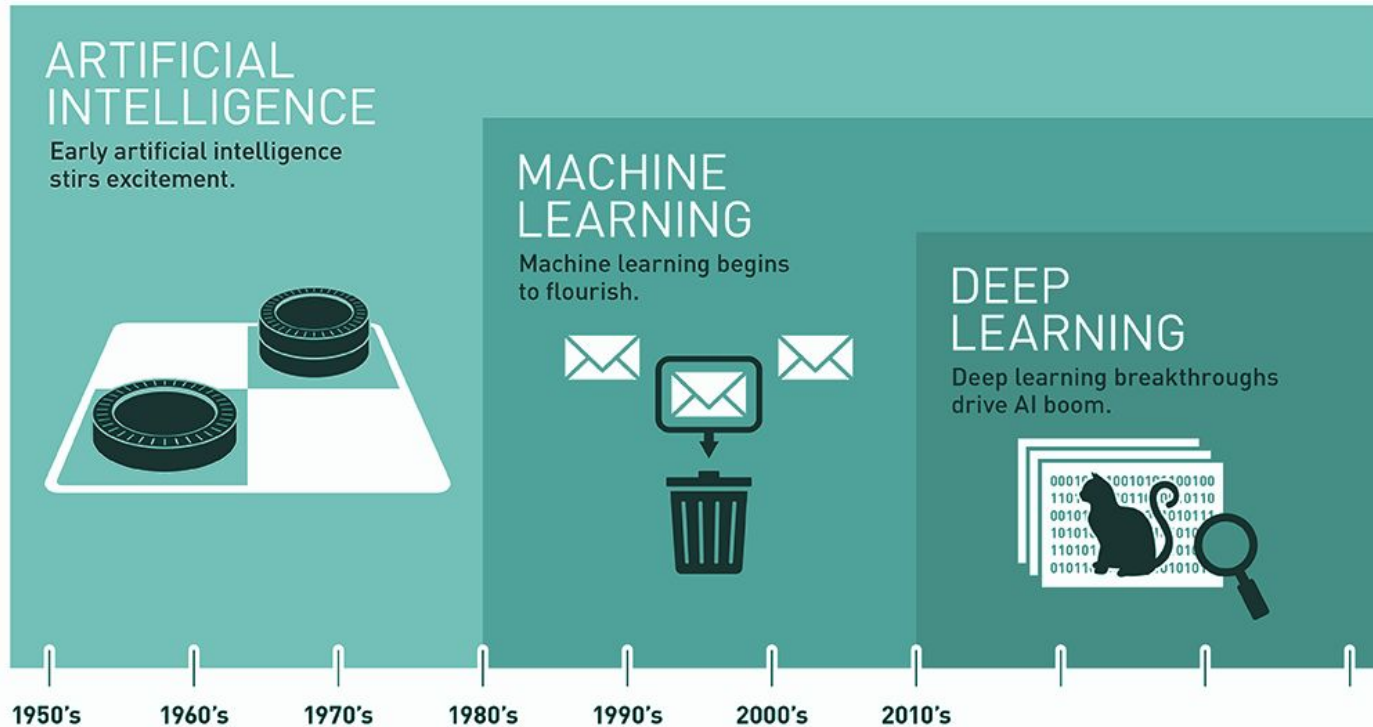 ARTIFICIAL
INTELLIGENCE
Early artificial intelligence
stirs excitement.
MACHINE
LEARNING
Machine learning begins
to flourish.
DEEP
LEARNING
Deep learning breakthroughs
drive AI boom.
1950's 1960's 1970's 1980's 1990's 2000's 2010's